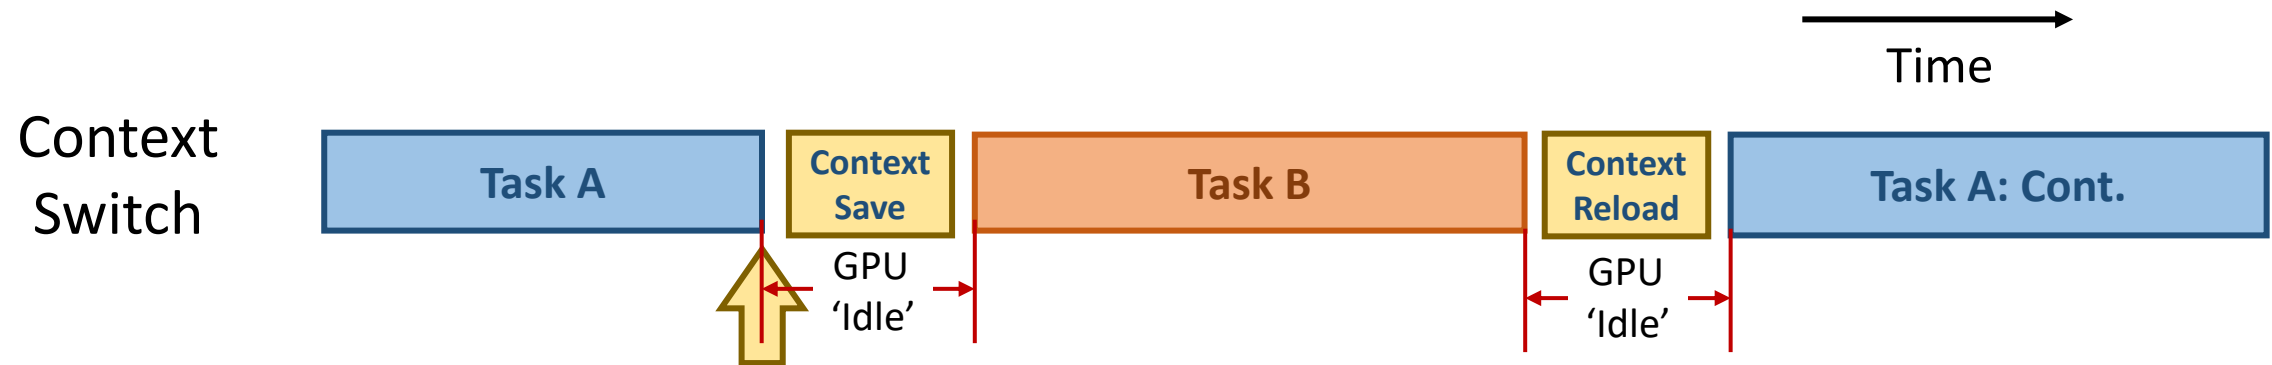 Time
Context
Switch
Task A
Context
Save
Task B
Context
Reload
Task A: Cont.
GPU
‘Idle’
GPU
‘Idle’